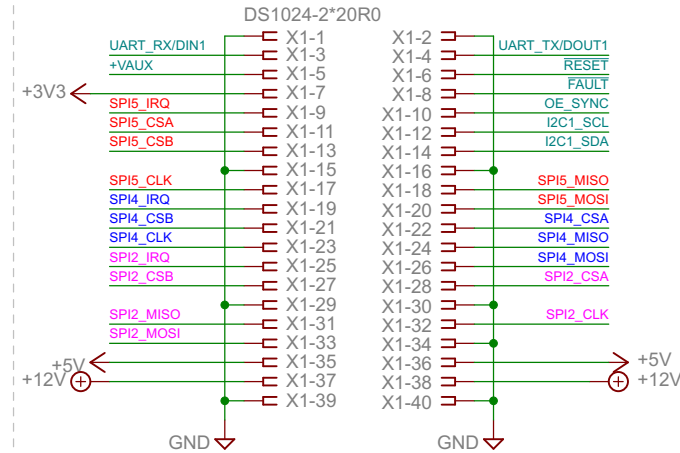 DS1024-2*20R0
X1-1 X1-2
UART_RX/DIN1 X1-3 X1-4 UART_TX/DOUT1
+VAUX X1-5 X1-6 RESET
+3V3 X1-7 X1-8 FAULT
SPI5_IRQ X1-9 X1-10 OE_SYNC
SPI5_CSA X1-11 X1-12 I2C1_SCL
SPI5_CSB X1-13 X1-14 I2C1_SDA
X1-15 X1-16
SPI5_CLK X1-17 X1-18 SPI5_MISO
SPI4_IRQ X1-19 X1-20 SPI5_MOSI
SPI4_CSB X1-21 X1-22 SPI4_CSA
SPI4_CLK X1-23 X1-24 SPI4_MISO
SPI2_IRQ X1-25 X1-26 SPI4_MOSI
SPI2_CSB X1-27 X1-28 SPI2_CSA
X1-29 X1-30
SPI2_MISO X1-31 X1-32 SPI2_CLK
SPI2_MOSI X1-33 X1-34
+5V X1-35 X1-36 +5V
+12V X1-37 X1-38 +12V
X1-39 X1-40
GND GND